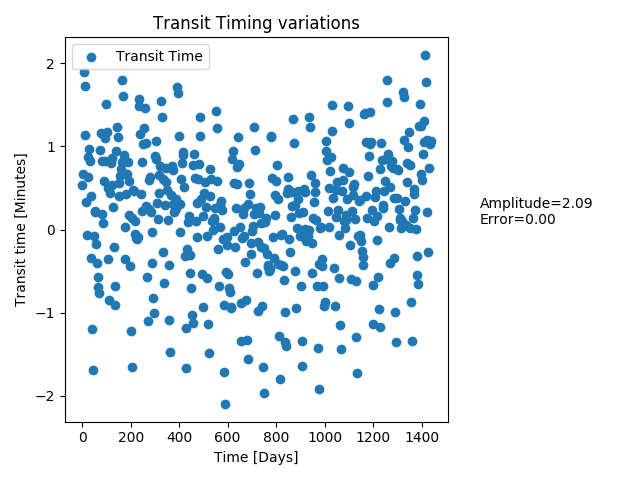 Transit Timing variations
Transit Time
2
1
0
−1
−2
Transit time [Minutes]
0 200 400 600 800 1000 1200 1400
Time [Days]
Amplitude=2.09
Error=0.00